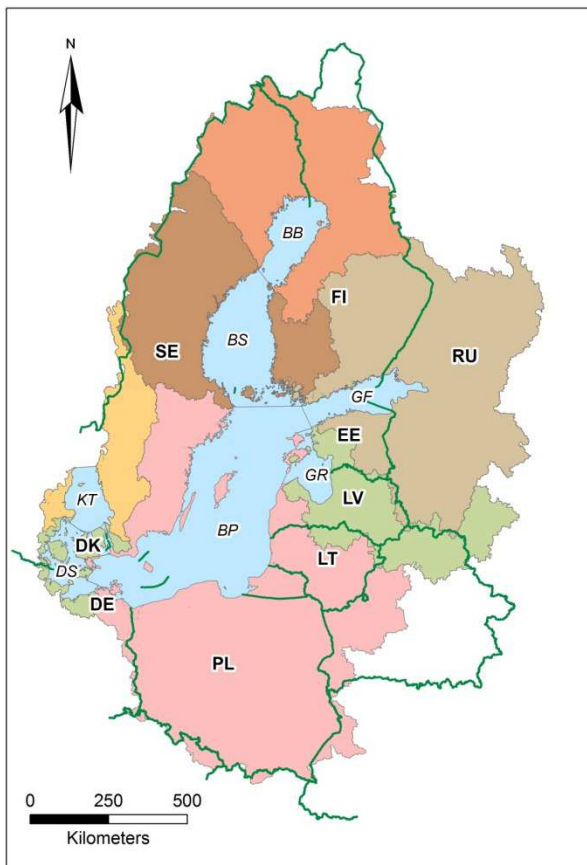 N
BB
FI
BS
SE
RU
GF
EE
GR
KT
LV
BP
DK
LT
DS
DE
PL
0 250 500
Kilometers